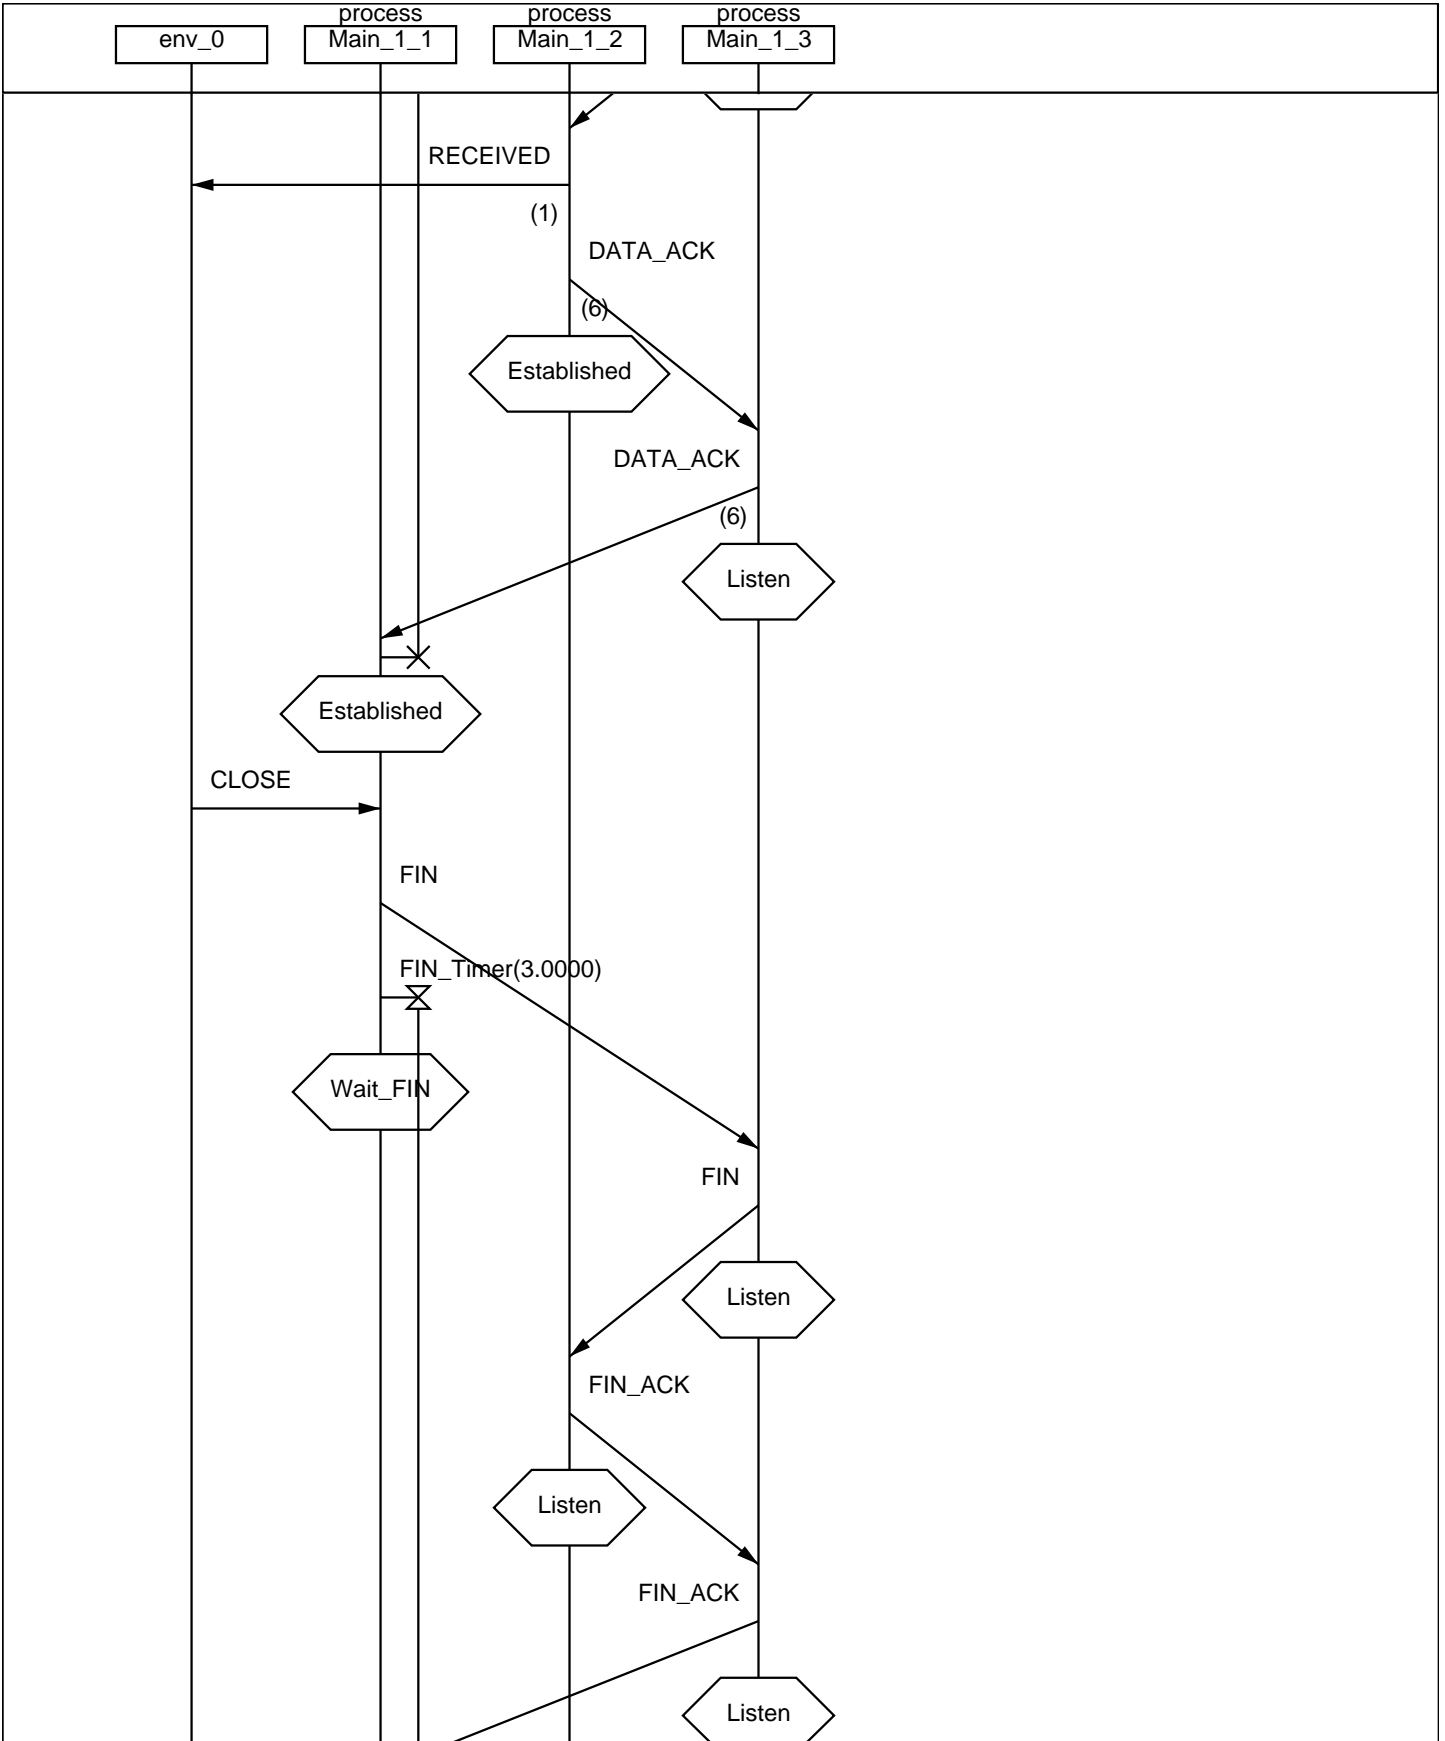 process process process
env_0 Main_1_1 Main_1_2 Main_1_3
RECEIVED
(1)
DATA_ACK
(6)
Established
DATA_ACK
(6)
Listen
Established
CLOSE
FIN
FIN_Timer(3.0000)
Wait_FIN
FIN
Listen
FIN_ACK
Listen
FIN_ACK
Listen